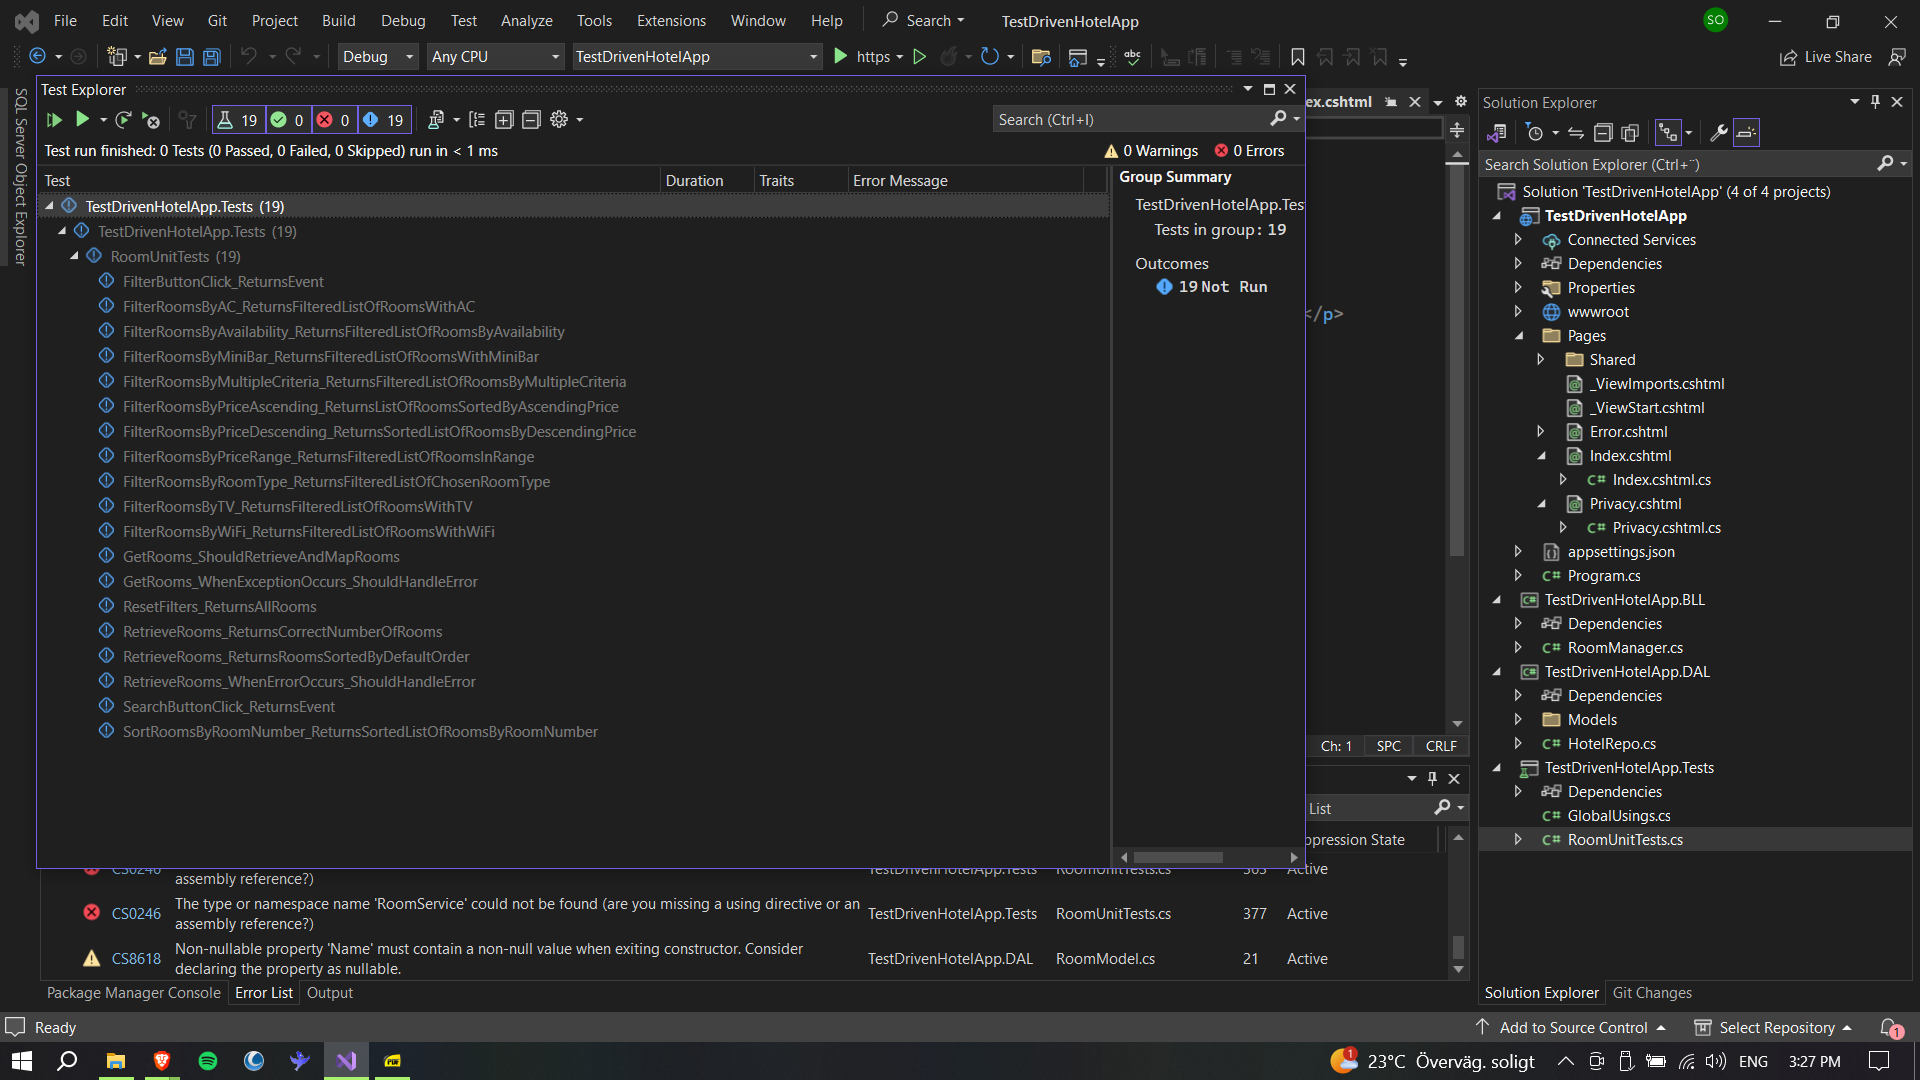 File Edit View Git Project Build Debug Test Analyze Tools Extensions Window Help Search TestDrivenHotelApp SO
Debug Any CPU TestDrivenHotelApp https Live Share
SQL Server Object Explorer
Test Explorer
19 0 0 19 Search (Ctrl+I)
Test run finished: 0 Tests (0 Passed, 0 Failed, 0 Skipped) run in < 1 ms 0 Warnings 0 Errors
Test Duration Traits Error Message
TestDrivenHotelApp.Tests (19)
TestDrivenHotelApp.Tests (19)
RoomUnitTests (19)
FilterButtonClick_ReturnsEvent
FilterRoomsByAC_ReturnsFilteredListOfRoomsWithAC
FilterRoomsByAvailability_ReturnsFilteredListOfRoomsByAvailability
FilterRoomsByMiniBar_ReturnsFilteredListOfRoomsWithMiniBar
FilterRoomsByMultipleCriteria_ReturnsFilteredListOfRoomsByMultipleCriteria
FilterRoomsByPriceAscending_ReturnsListOfRoomsSortedByAscendingPrice
FilterRoomsByPriceDescending_ReturnsSortedListOfRoomsByDescendingPrice
FilterRoomsByPriceRange_ReturnsFilteredListOfRoomsInRange
FilterRoomsByRoomType_ReturnsFilteredListOfChosenRoomType
FilterRoomsByTV_ReturnsFilteredListOfRoomsWithTV
FilterRoomsByWiFi_ReturnsFilteredListOfRoomsWithWiFi
GetRooms_ShouldRetrieveAndMapRooms
GetRooms_WhenExceptionOccurs_ShouldHandleError
ResetFilters_ReturnsAllRooms
RetrieveRooms_ReturnsCorrectNumberOfRooms
RetrieveRooms_ReturnsRoomsSortedByDefaultOrder
RetrieveRooms_WhenErrorOccurs_ShouldHandleError
SearchButtonClick_ReturnsEvent
SortRoomsByRoomNumber_ReturnsSortedListOfRoomsByRoomNumber
Group Summary
TestDrivenHotelApp.Tes
Tests in group: 19
Outcomes
19 Not Run
ex.cshtml
</p>
Ch: 1 SPC CRLF
List
ppression State
CS0246 assembly reference?) TestDrivenHotelApp.Tests RoomUnitTests.cs 363 Active
CS0246 The type or namespace name 'RoomService' could not be found (are you missing a using directive or an TestDrivenHotelApp.Tests RoomUnitTests.cs 377 Active
assembly reference?)
CS8618 Non-nullable property 'Name' must contain a non-null value when exiting constructor. Consider TestDrivenHotelApp.DAL RoomModel.cs 21 Active
declaring the property as nullable.
Package Manager Console Error List Output
Solution Explorer
Search Solution Explorer (Ctrl+¨)
Solution 'TestDrivenHotelApp' (4 of 4 projects)
TestDrivenHotelApp
Connected Services
Dependencies
Properties
wwwroot
Pages
Shared
_ViewImports.cshtml
_ViewStart.cshtml
Error.cshtml
Index.cshtml
C# Index.cshtml.cs
Privacy.cshtml
C# Privacy.cshtml.cs
appsettings.json
C# Program.cs
C# TestDrivenHotelApp.BLL
Dependencies
C# RoomManager.cs
C# TestDrivenHotelApp.DAL
Dependencies
Models
C# HotelRepo.cs
TestDrivenHotelApp.Tests
Dependencies
C# GlobalUsings.cs
C# RoomUnitTests.cs
Solution Explorer Git Changes
Ready Add to Source Control Select Repository 1
PDF 1 23°C Överväg. soligt ENG 3:27 PM